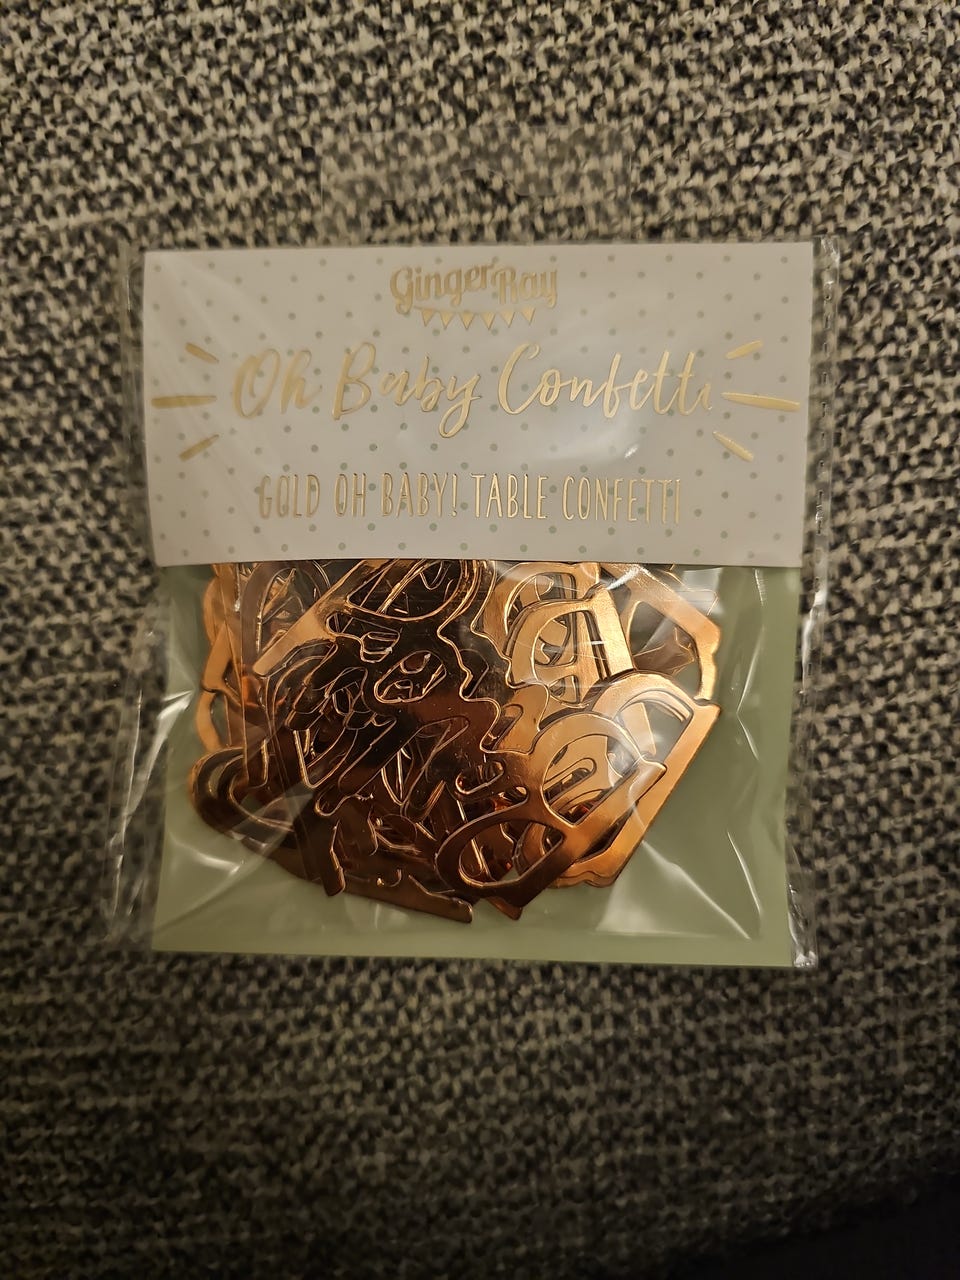 Ginger Ray
Oh Baby Confetti
GOLD OH BABY! TABLE CONFETTI